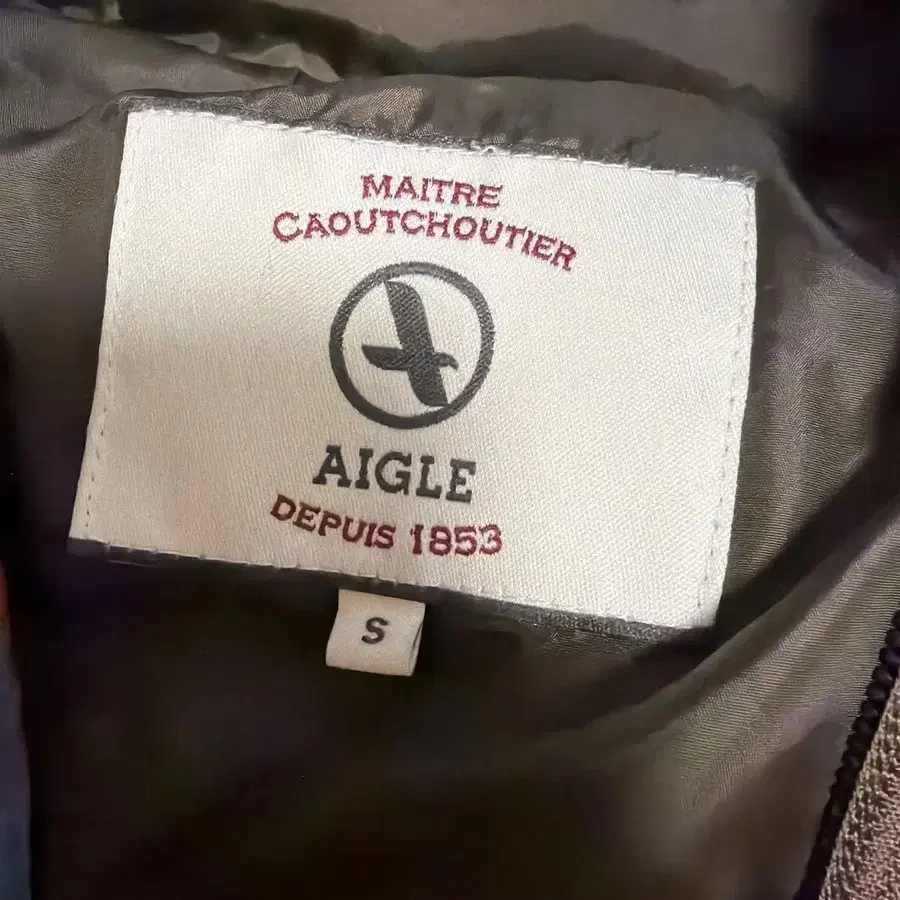 MAITRE
CAOUTCHOUTIER
AIGLE
DEPUIS 1853
S